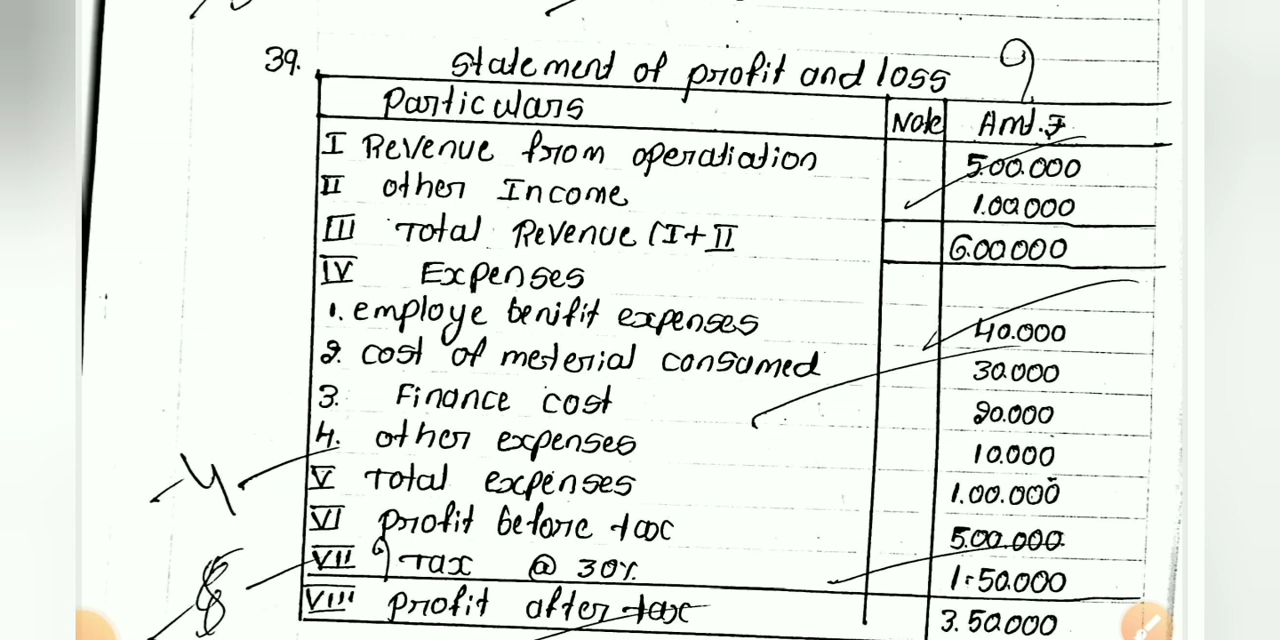 39. Statement of profit and loss
Particulars Note Amt.₹
I Revenue from operatiation 5.00.000
II other Income 1.00.000
III Total Revenue (I+II 6.00.000
IV Expenses
1. employe benifit expenses 40.000
2. cost of meterial consumed 30.000
3. Finance cost 20.000
4. other expenses 10.000
V Total expenses 1.00.000
VI profit before tax 5.00.000
VII Tax @ 30% 1.50.000
VIII profit after tax 3.50.000